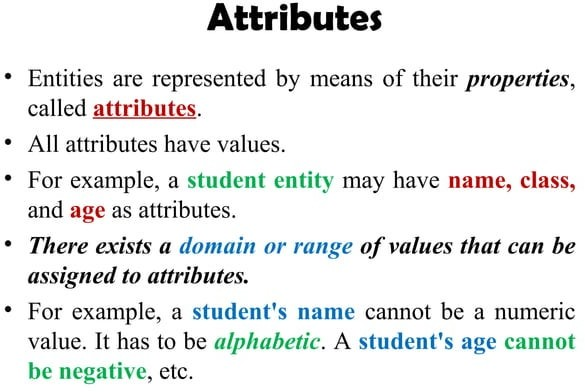 Attributes
• Entities are represented by means of their properties,
called attributes.
• All attributes have values.
• For example, a student entity may have name, class,
and age as attributes.
• There exists a domain or range of values that can be
assigned to attributes.
• For example, a student's name cannot be a numeric
value. It has to be alphabetic. A student's age cannot
be negative, etc.